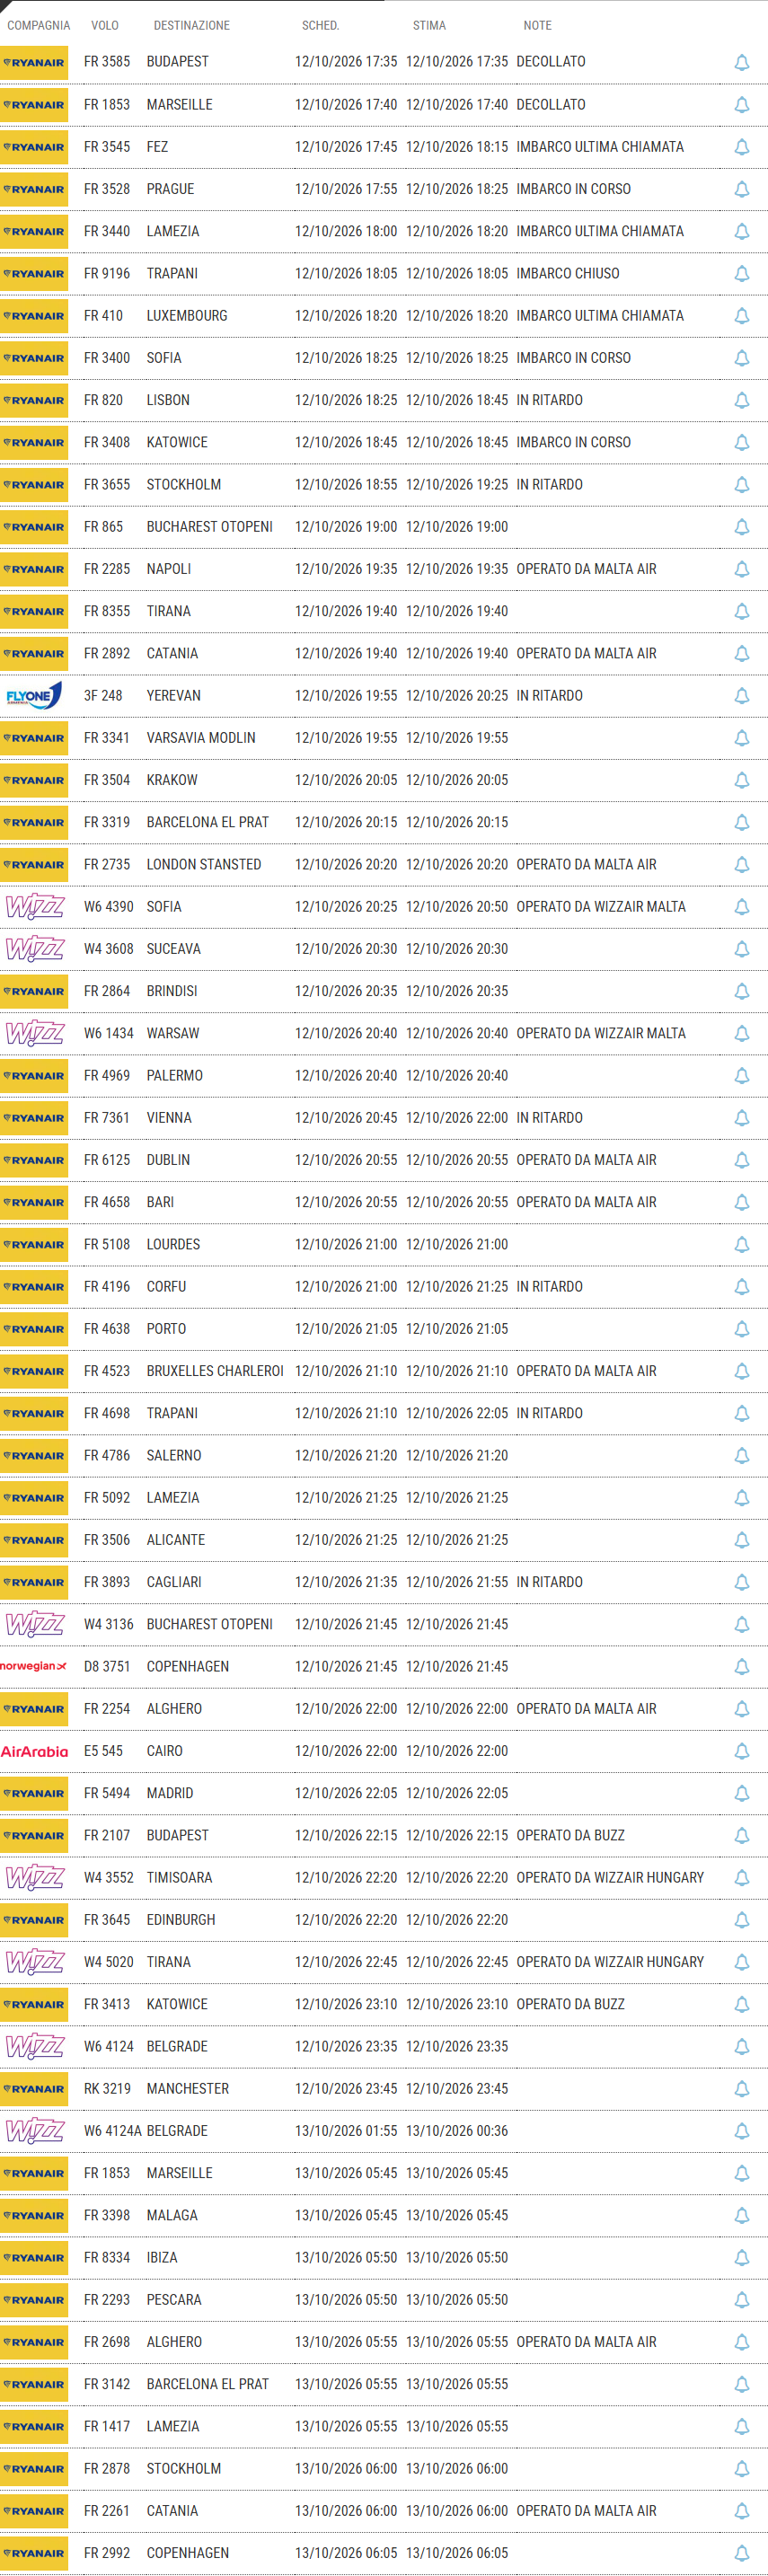 COMPAGNIA VOLO DESTINAZIONE SCHED. STIMA NOTE
RYANAIR FR 3585 BUDAPEST 12/10/2026 17:35 12/10/2026 17:35 DECOLLATO
RYANAIR FR 1853 MARSEILLE 12/10/2026 17:40 12/10/2026 17:40 DECOLLATO
RYANAIR FR 3545 FEZ 12/10/2026 17:45 12/10/2026 18:15 IMBARCO ULTIMA CHIAMATA
RYANAIR FR 3528 PRAGUE 12/10/2026 17:55 12/10/2026 18:25 IMBARCO IN CORSO
RYANAIR FR 3440 LAMEZIA 12/10/2026 18:00 12/10/2026 18:20 IMBARCO ULTIMA CHIAMATA
RYANAIR FR 9196 TRAPANI 12/10/2026 18:05 12/10/2026 18:05 IMBARCO CHIUSO
RYANAIR FR 410 LUXEMBOURG 12/10/2026 18:20 12/10/2026 18:20 IMBARCO ULTIMA CHIAMATA
RYANAIR FR 3400 SOFIA 12/10/2026 18:25 12/10/2026 18:25 IMBARCO IN CORSO
RYANAIR FR 820 LISBON 12/10/2026 18:25 12/10/2026 18:45 IN RITARDO
RYANAIR FR 3408 KATOWICE 12/10/2026 18:45 12/10/2026 18:45 IMBARCO IN CORSO
RYANAIR FR 3655 STOCKHOLM 12/10/2026 18:55 12/10/2026 19:25 IN RITARDO
RYANAIR FR 865 BUCHAREST OTOPENI 12/10/2026 19:00 12/10/2026 19:00
RYANAIR FR 2285 NAPOLI 12/10/2026 19:35 12/10/2026 19:35 OPERATO DA MALTA AIR
RYANAIR FR 8355 TIRANA 12/10/2026 19:40 12/10/2026 19:40
RYANAIR FR 2892 CATANIA 12/10/2026 19:40 12/10/2026 19:40 OPERATO DA MALTA AIR
FLYONE 3F 248 YEREVAN 12/10/2026 19:55 12/10/2026 20:25 IN RITARDO
RYANAIR FR 3341 VARSAVIA MODLIN 12/10/2026 19:55 12/10/2026 19:55
RYANAIR FR 3504 KRAKOW 12/10/2026 20:05 12/10/2026 20:05
RYANAIR FR 3319 BARCELONA EL PRAT 12/10/2026 20:15 12/10/2026 20:15
RYANAIR FR 2735 LONDON STANSTED 12/10/2026 20:20 12/10/2026 20:20 OPERATO DA MALTA AIR
WIZZ W6 4390 SOFIA 12/10/2026 20:25 12/10/2026 20:50 OPERATO DA WIZZAIR MALTA
WIZZ W4 3608 SUCEAVA 12/10/2026 20:30 12/10/2026 20:30
RYANAIR FR 2864 BRINDISI 12/10/2026 20:35 12/10/2026 20:35
WIZZ W6 1434 WARSAW 12/10/2026 20:40 12/10/2026 20:40 OPERATO DA WIZZAIR MALTA
RYANAIR FR 4969 PALERMO 12/10/2026 20:40 12/10/2026 20:40
RYANAIR FR 7361 VIENNA 12/10/2026 20:45 12/10/2026 22:00 IN RITARDO
RYANAIR FR 6125 DUBLIN 12/10/2026 20:55 12/10/2026 20:55 OPERATO DA MALTA AIR
RYANAIR FR 4658 BARI 12/10/2026 20:55 12/10/2026 20:55 OPERATO DA MALTA AIR
RYANAIR FR 5108 LOURDES 12/10/2026 21:00 12/10/2026 21:00
RYANAIR FR 4196 CORFU 12/10/2026 21:00 12/10/2026 21:25 IN RITARDO
RYANAIR FR 4638 PORTO 12/10/2026 21:05 12/10/2026 21:05
RYANAIR FR 4523 BRUXELLES CHARLEROI 12/10/2026 21:10 12/10/2026 21:10 OPERATO DA MALTA AIR
RYANAIR FR 4698 TRAPANI 12/10/2026 21:10 12/10/2026 22:05 IN RITARDO
RYANAIR FR 4786 SALERNO 12/10/2026 21:20 12/10/2026 21:20
RYANAIR FR 5092 LAMEZIA 12/10/2026 21:25 12/10/2026 21:25
RYANAIR FR 3506 ALICANTE 12/10/2026 21:25 12/10/2026 21:25
RYANAIR FR 3893 CAGLIARI 12/10/2026 21:35 12/10/2026 21:55 IN RITARDO
WIZZ W4 3136 BUCHAREST OTOPENI 12/10/2026 21:45 12/10/2026 21:45
norwegian D8 3751 COPENHAGEN 12/10/2026 21:45 12/10/2026 21:45
RYANAIR FR 2254 ALGHERO 12/10/2026 22:00 12/10/2026 22:00 OPERATO DA MALTA AIR
AirArabia E5 545 CAIRO 12/10/2026 22:00 12/10/2026 22:00
RYANAIR FR 5494 MADRID 12/10/2026 22:05 12/10/2026 22:05
RYANAIR FR 2107 BUDAPEST 12/10/2026 22:15 12/10/2026 22:15 OPERATO DA BUZZ
WIZZ W4 3552 TIMISOARA 12/10/2026 22:20 12/10/2026 22:20 OPERATO DA WIZZAIR HUNGARY
RYANAIR FR 3645 EDINBURGH 12/10/2026 22:20 12/10/2026 22:20
WIZZ W4 5020 TIRANA 12/10/2026 22:45 12/10/2026 22:45 OPERATO DA WIZZAIR HUNGARY
RYANAIR FR 3413 KATOWICE 12/10/2026 23:10 12/10/2026 23:10 OPERATO DA BUZZ
WIZZ W6 4124 BELGRADE 12/10/2026 23:35 12/10/2026 23:35
RYANAIR RK 3219 MANCHESTER 12/10/2026 23:45 12/10/2026 23:45
WIZZ W6 4124A BELGRADE 13/10/2026 01:55 13/10/2026 00:36
RYANAIR FR 1853 MARSEILLE 13/10/2026 05:45 13/10/2026 05:45
RYANAIR FR 3398 MALAGA 13/10/2026 05:45 13/10/2026 05:45
RYANAIR FR 8334 IBIZA 13/10/2026 05:50 13/10/2026 05:50
RYANAIR FR 2293 PESCARA 13/10/2026 05:50 13/10/2026 05:50
RYANAIR FR 2698 ALGHERO 13/10/2026 05:55 13/10/2026 05:55 OPERATO DA MALTA AIR
RYANAIR FR 3142 BARCELONA EL PRAT 13/10/2026 05:55 13/10/2026 05:55
RYANAIR FR 1417 LAMEZIA 13/10/2026 05:55 13/10/2026 05:55
RYANAIR FR 2878 STOCKHOLM 13/10/2026 06:00 13/10/2026 06:00
RYANAIR FR 2261 CATANIA 13/10/2026 06:00 13/10/2026 06:00 OPERATO DA MALTA AIR
RYANAIR FR 2992 COPENHAGEN 13/10/2026 06:05 13/10/2026 06:05